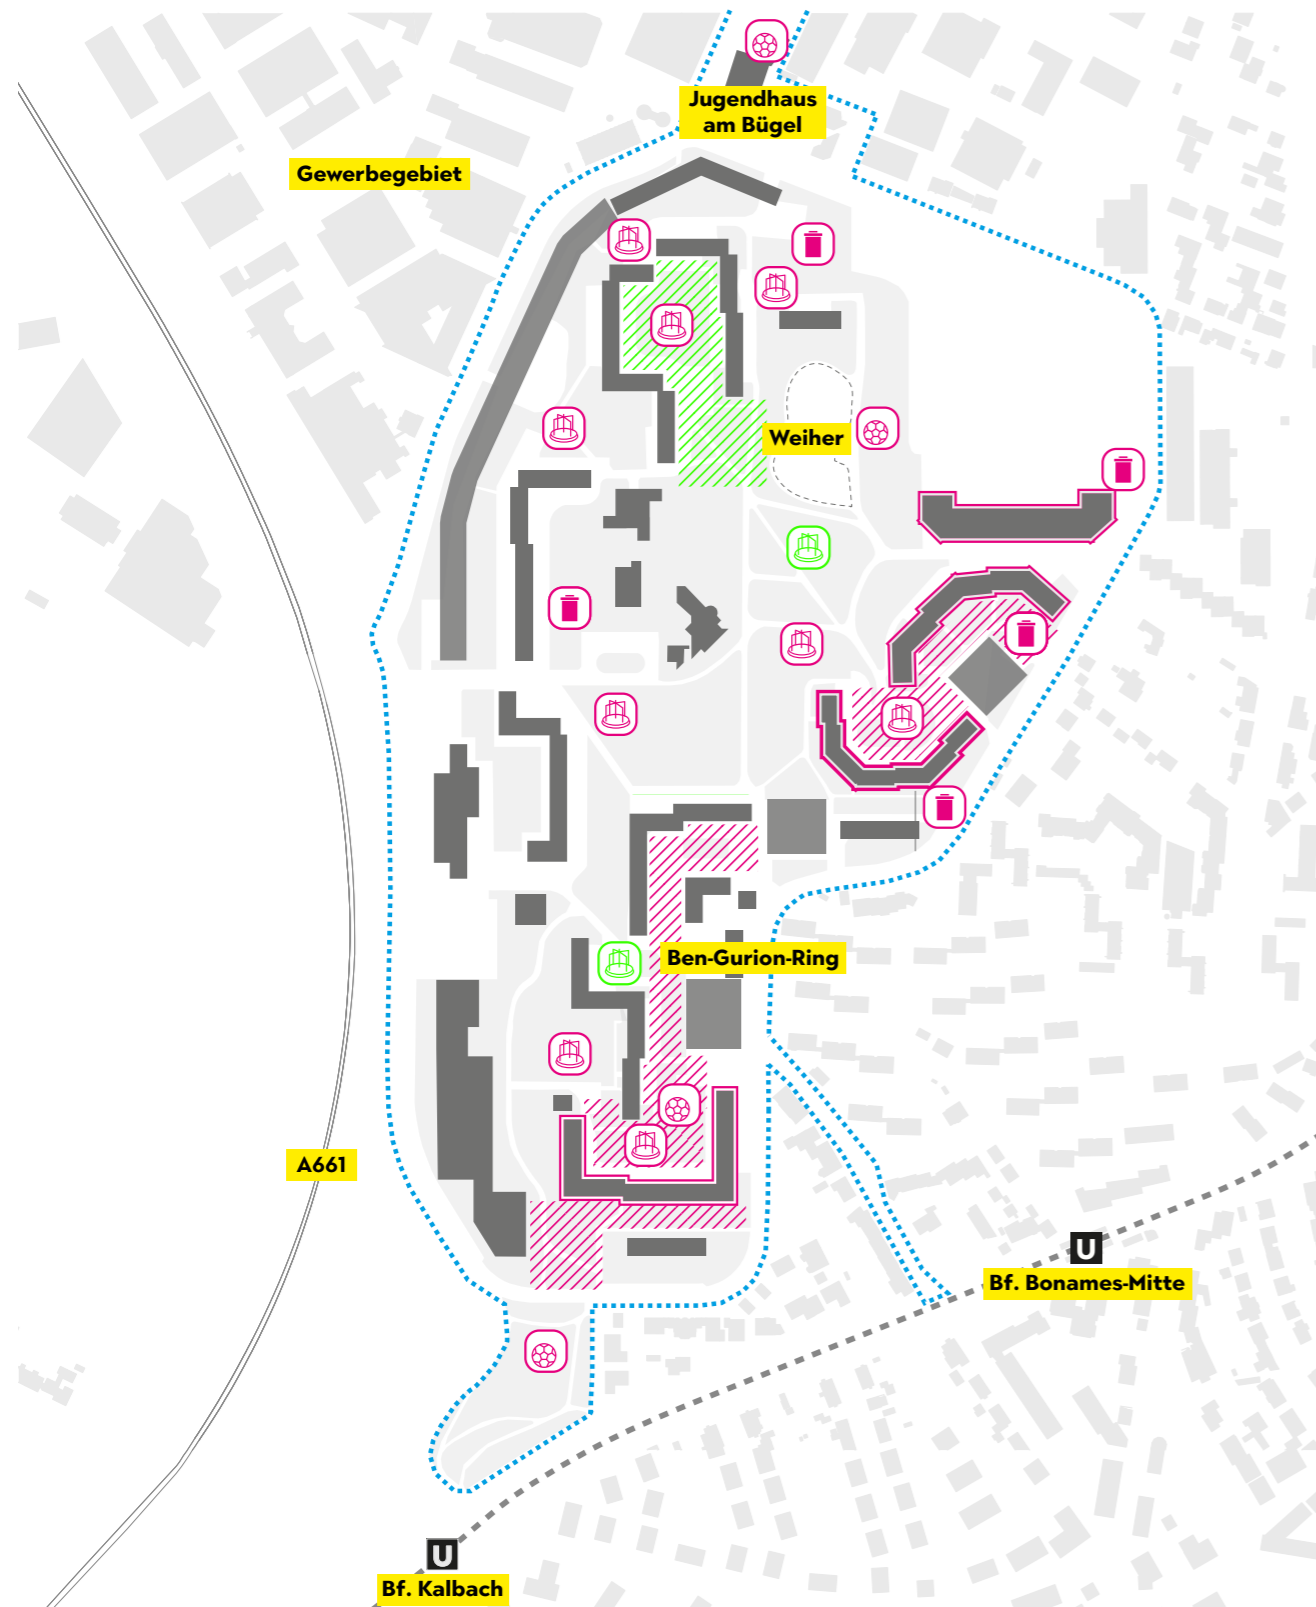 Jugendhaus
am Bügel
Gewerbegebiet
Weiher
Ben-Gurion-Ring
A661
U
Bf. Bonames-Mitte
U
Bf. Kalbach